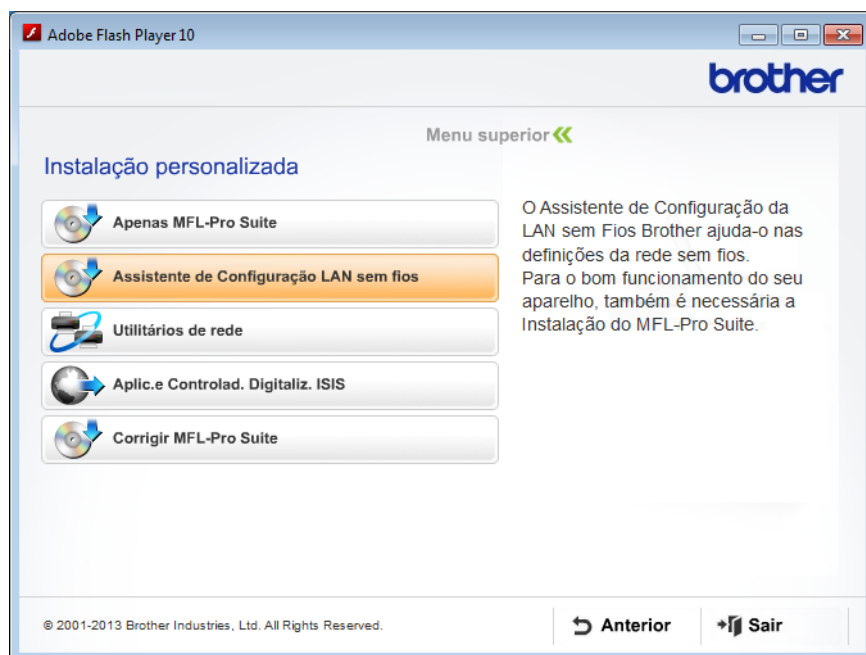 Adobe Flash Player 10
brother
Menu superior
Instalação personalizada
Apenas MFL-Pro Suite
Assistente de Configuração LAN sem fios
Utilitários de rede
Aplic.e Controlad. Digitaliz. ISIS
Corrigir MFL-Pro Suite
O Assistente de Configuração da
LAN sem Fios Brother ajuda-o nas
definições da rede sem fios.
Para o bom funcionamento do seu
aparelho, também é necessária a
Instalação do MFL-Pro Suite.
© 2001-2013 Brother Industries, Ltd. All Rights Reserved.
Anterior
Sair